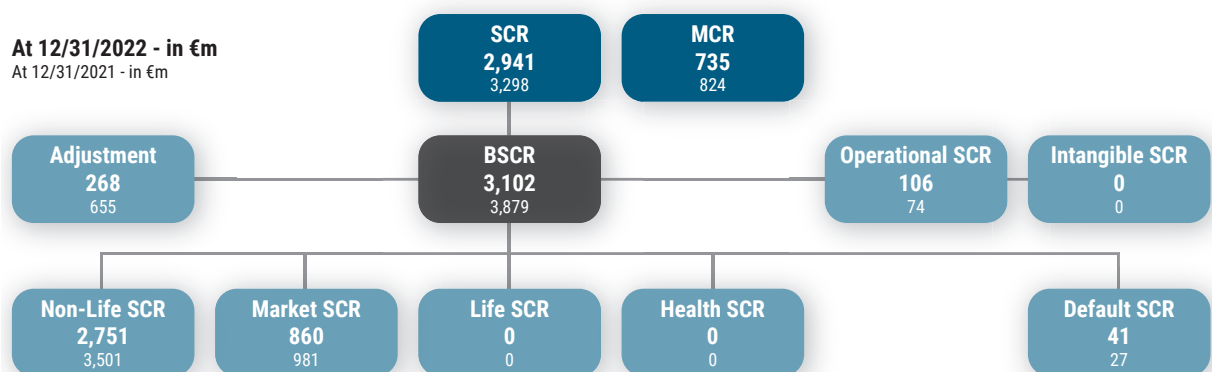 At 12/31/2022 - in €m
At 12/31/2021 - in €m
SCR
2,941
3,298
MCR
735
824
Adjustment
268
655
BSCR
3,102
3,879
Operational SCR
106
74
Intangible SCR
0
0
Non-Life SCR
2,751
3,501
Market SCR
860
981
Life SCR
0
0
Health SCR
0
0
Default SCR
41
27